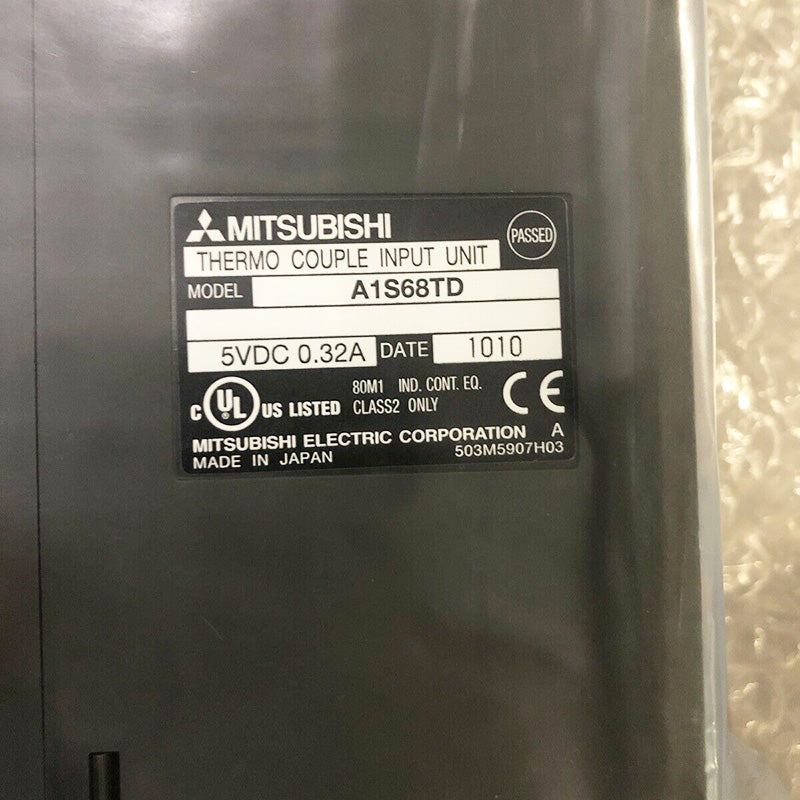 MITSUBISHI
PASSED
THERMO COUPLE INPUT UNIT
MODEL A1S68TD
5VDC 0.32A DATE 1010
C UL US LISTED 80M1 IND. CONT. EQ.
CLASS2 ONLY
CE
MITSUBISHI ELECTRIC CORPORATION A
MADE IN JAPAN 503M5907H03